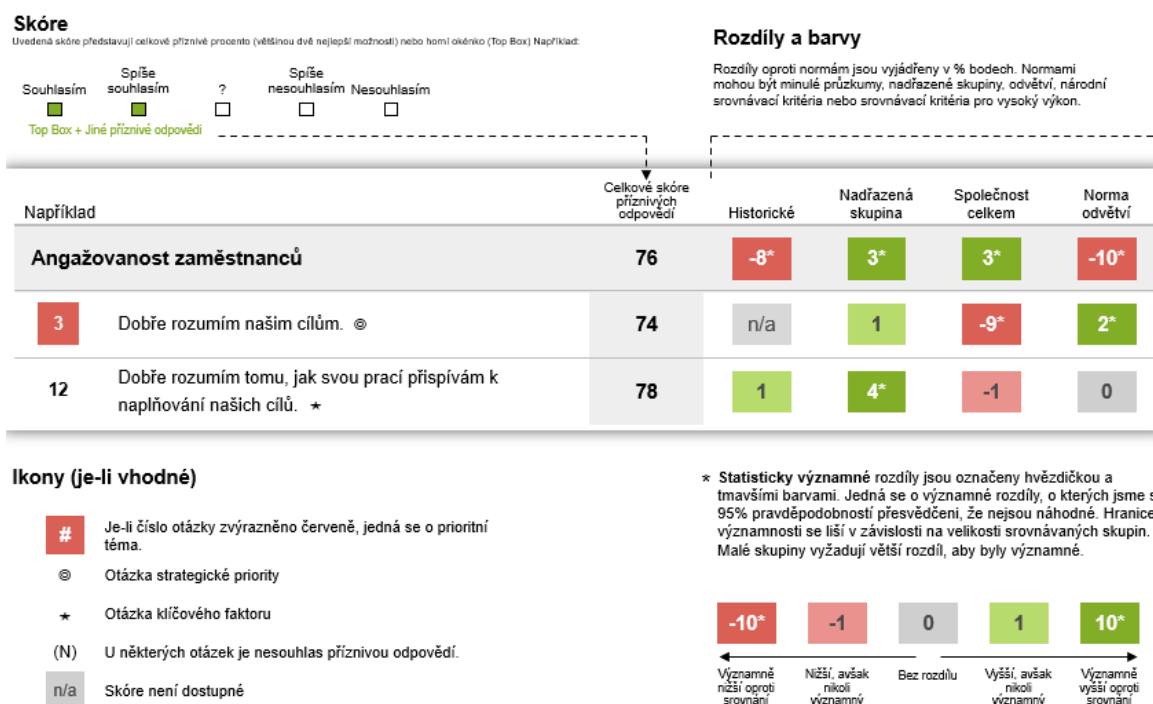 Skóre
Uvedená skóre představují celkové příznivé procento (většinou dvě nejlepší možnosti) nebo horní okénko (Top Box) Například:
Souhlasím
Spíše
souhlasím
?
Spíše
nesouhlasím
Nesouhlasím
Top Box + Jiné příznivé odpovědi
Rozdíly a barvy
Rozdíly oproti normám jsou vyjádřeny v % bodech. Normami
mohou být minulé průzkumy, nadřazené skupiny, odvětví, národní
srovnávací kritéria nebo srovnávací kritéria pro vysoký výkon.
Například
Celkové skóre
příznivých
odpovědí
Historické
Nadřazená
skupina
Společnost
celkem
Norma
odvětví
Angažovanost zaměstnanců 76 -8* 3* 3* -10*
3 Dobře rozumím našim cílům. ◎ 74 n/a 1 -9* 2*
12 Dobře rozumím tomu, jak svou prací přispívám k
naplňování našich cílů. ★ 78 1 4* -1 0
Ikony (je-li vhodné)
# Je-li číslo otázky zvýrazněno červeně, jedná se o prioritní
téma.
◎ Otázka strategické priority
★ Otázka klíčového faktoru
(N) U některých otázek je nesouhlas příznivou odpovědí.
n/a Skóre není dostupné
* Statisticky významné rozdíly jsou označeny hvězdičkou a
tmavšími barvami. Jedná se o významné rozdíly, o kterých jsme s
95% pravděpodobností přesvědčeni, že nejsou náhodné. Hranice
významnosti se liší v závislosti na velikosti srovnávaných skupin.
Malé skupiny vyžadují větší rozdíl, aby byly významné.
-10* -1 0 1 10*
Významně
nižší oproti
srovnání
Nižší, avšak
nikoli
významný
Bez rozdílu
Vyšší, avšak
nikoli
významný
Významně
vyšší oproti
srovnání